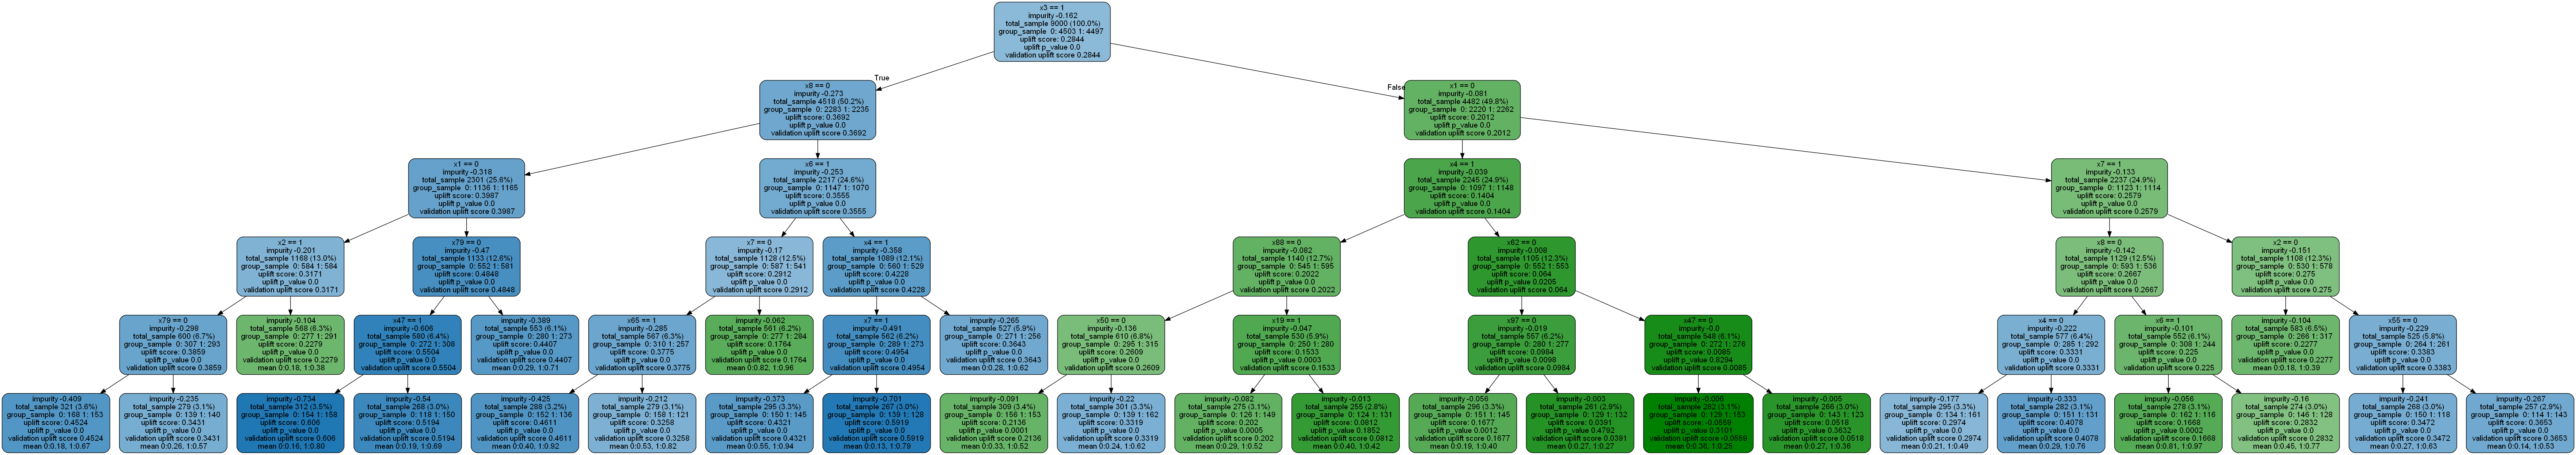 x3 == 1
impurity -0.162
total_sample 9000 (100.0%)
group_sample 0: 4503 1: 4497
uplift score: 0.2844
uplift p_value 0.0
validation uplift score 0.2844
True
False
x8 == 0
impurity -0.273
total_sample 4518 (50.2%)
group_sample 0: 2283 1: 2235
uplift score: 0.3692
uplift p_value 0.0
validation uplift score 0.3692
x1 == 0
impurity -0.081
total_sample 4482 (49.8%)
group_sample 0: 2220 1: 2262
uplift score: 0.2012
uplift p_value 0.0
validation uplift score 0.2012
x1 == 0
impurity -0.318
total_sample 2301 (25.6%)
group_sample 0: 1136 1: 1165
uplift score: 0.3987
uplift p_value 0.0
validation uplift score 0.3987
x6 == 1
impurity -0.253
total_sample 2217 (24.6%)
group_sample 0: 1147 1: 1070
uplift score: 0.3555
uplift p_value 0.0
validation uplift score 0.3555
x4 == 1
impurity -0.039
total_sample 2245 (24.9%)
group_sample 0: 1097 1: 1148
uplift score: 0.1404
uplift p_value 0.0
validation uplift score 0.1404
x7 == 1
impurity -0.133
total_sample 2237 (24.9%)
group_sample 0: 1123 1: 1114
uplift score: 0.2579
uplift p_value 0.0
validation uplift score 0.2579
x2 == 1
impurity -0.201
total_sample 1168 (13.0%)
group_sample 0: 584 1: 584
uplift score: 0.3171
uplift p_value 0.0
validation uplift score 0.3171
x79 == 0
impurity -0.47
total_sample 1133 (12.6%)
group_sample 0: 552 1: 581
uplift score: 0.4848
uplift p_value 0.0
validation uplift score 0.4848
x7 == 0
impurity -0.17
total_sample 1128 (12.5%)
group_sample 0: 587 1: 541
uplift score: 0.2912
uplift p_value 0.0
validation uplift score 0.2912
x4 == 1
impurity -0.358
total_sample 1089 (12.1%)
group_sample 0: 560 1: 529
uplift score: 0.4228
uplift p_value 0.0
validation uplift score 0.4228
x88 == 0
impurity -0.082
total_sample 1140 (12.7%)
group_sample 0: 545 1: 595
uplift score: 0.2022
uplift p_value 0.0
validation uplift score 0.2022
x62 == 0
impurity -0.008
total_sample 1105 (12.3%)
group_sample 0: 552 1: 553
uplift score: 0.064
uplift p_value 0.0205
validation uplift score 0.064
x8 == 0
impurity -0.142
total_sample 1129 (12.5%)
group_sample 0: 593 1: 536
uplift score: 0.2667
uplift p_value 0.0
validation uplift score 0.2667
x2 == 0
impurity -0.151
total_sample 1108 (12.3%)
group_sample 0: 530 1: 578
uplift score: 0.275
uplift p_value 0.0
validation uplift score 0.275
x79 == 0
impurity -0.298
total_sample 600 (6.7%)
group_sample 0: 307 1: 293
uplift score: 0.3859
uplift p_value 0.0
validation uplift score 0.3859
impurity -0.104
total_sample 568 (6.3%)
group_sample 0: 277 1: 291
uplift score: 0.2279
uplift p_value 0.0
validation uplift score 0.2279
mean 0:0.18, 1:0.38
x47 == 1
impurity -0.606
total_sample 580 (6.4%)
group_sample 0: 272 1: 308
uplift score: 0.5504
uplift p_value 0.0
validation uplift score 0.5504
impurity -0.389
total_sample 553 (6.1%)
group_sample 0: 280 1: 273
uplift score: 0.4407
uplift p_value 0.0
validation uplift score 0.4407
mean 0:0.29, 1:0.71
x65 == 1
impurity -0.285
total_sample 567 (6.3%)
group_sample 0: 310 1: 257
uplift score: 0.3775
uplift p_value 0.0
validation uplift score 0.3775
impurity -0.062
total_sample 561 (6.2%)
group_sample 0: 277 1: 284
uplift score: 0.1764
uplift p_value 0.0
validation uplift score 0.1764
mean 0:0.82, 1:0.96
x7 == 1
impurity -0.491
total_sample 562 (6.2%)
group_sample 0: 289 1: 273
uplift score: 0.4954
uplift p_value 0.0
validation uplift score 0.4954
impurity -0.265
total_sample 527 (5.9%)
group_sample 0: 271 1: 256
uplift score: 0.3643
uplift p_value 0.0
validation uplift score 0.3643
mean 0:0.28, 1:0.62
x50 == 0
impurity -0.136
total_sample 610 (6.8%)
group_sample 0: 295 1: 315
uplift score: 0.2609
uplift p_value 0.0
validation uplift score 0.2609
x19 == 1
impurity -0.047
total_sample 530 (5.9%)
group_sample 0: 250 1: 280
uplift score: 0.1533
uplift p_value 0.0003
validation uplift score 0.1533
x97 == 0
impurity -0.019
total_sample 557 (6.2%)
group_sample 0: 280 1: 277
uplift score: 0.0984
uplift p_value 0.0098
validation uplift score 0.0984
x47 == 0
impurity -0.0
total_sample 548 (6.1%)
group_sample 0: 272 1: 276
uplift score: 0.0085
uplift p_value 0.8294
validation uplift score 0.0085
x4 == 0
impurity -0.222
total_sample 577 (6.4%)
group_sample 0: 285 1: 292
uplift score: 0.3331
uplift p_value 0.0
validation uplift score 0.3331
x6 == 1
impurity -0.101
total_sample 552 (6.1%)
group_sample 0: 308 1: 244
uplift score: 0.225
uplift p_value 0.0
validation uplift score 0.225
impurity -0.104
total_sample 583 (6.5%)
group_sample 0: 266 1: 317
uplift score: 0.2277
uplift p_value 0.0
validation uplift score 0.2277
mean 0:0.18, 1:0.39
x55 == 0
impurity -0.229
total_sample 525 (5.8%)
group_sample 0: 264 1: 261
uplift score: 0.3383
uplift p_value 0.0
validation uplift score 0.3383
impurity -0.409
total_sample 321 (3.6%)
group_sample 0: 168 1: 153
uplift score: 0.4524
uplift p_value 0.0
validation uplift score 0.4524
mean 0:0.18, 1:0.67
impurity -0.235
total_sample 279 (3.1%)
group_sample 0: 139 1: 140
uplift score: 0.3431
uplift p_value 0.0
validation uplift score 0.3431
mean 0:0.26, 1:0.57
impurity -0.734
total_sample 312 (3.5%)
group_sample 0: 154 1: 158
uplift score: 0.606
uplift p_value 0.0
validation uplift score 0.606
mean 0:0.16, 1:0.80
impurity -0.54
total_sample 268 (3.0%)
group_sample 0: 118 1: 150
uplift score: 0.5194
uplift p_value 0.0
validation uplift score 0.5194
mean 0:0.19, 1:0.69
impurity -0.425
total_sample 288 (3.2%)
group_sample 0: 152 1: 136
uplift score: 0.4611
uplift p_value 0.0
validation uplift score 0.4611
mean 0:0.40, 1:0.92
impurity -0.212
total_sample 279 (3.1%)
group_sample 0: 158 1: 121
uplift score: 0.3258
uplift p_value 0.0
validation uplift score 0.3258
mean 0:0.53, 1:0.82
impurity -0.373
total_sample 295 (3.3%)
group_sample 0: 150 1: 145
uplift score: 0.4321
uplift p_value 0.0
validation uplift score 0.4321
mean 0:0.55, 1:0.94
impurity -0.701
total_sample 267 (3.0%)
group_sample 0: 139 1: 128
uplift score: 0.5919
uplift p_value 0.0
validation uplift score 0.5919
mean 0:0.13, 1:0.79
impurity -0.091
total_sample 309 (3.4%)
group_sample 0: 156 1: 153
uplift score: 0.2136
uplift p_value 0.0001
validation uplift score 0.2136
mean 0:0.33, 1:0.52
impurity -0.22
total_sample 301 (3.3%)
group_sample 0: 139 1: 162
uplift score: 0.3319
uplift p_value 0.0
validation uplift score 0.3319
mean 0:0.24, 1:0.62
impurity -0.082
total_sample 275 (3.1%)
group_sample 0: 126 1: 149
uplift score: 0.202
uplift p_value 0.0005
validation uplift score 0.202
mean 0:0.29, 1:0.52
impurity -0.013
total_sample 255 (2.8%)
group_sample 0: 124 1: 131
uplift score: 0.0812
uplift p_value 0.1852
validation uplift score 0.0812
mean 0:0.40, 1:0.42
impurity -0.056
total_sample 296 (3.3%)
group_sample 0: 151 1: 145
uplift score: 0.1677
uplift p_value 0.0012
validation uplift score 0.1677
mean 0:0.19, 1:0.40
impurity -0.003
total_sample 261 (2.9%)
group_sample 0: 129 1: 132
uplift score: 0.0391
uplift p_value 0.4792
validation uplift score 0.0391
mean 0:0.27, 1:0.27
impurity -0.006
total_sample 282 (3.1%)
group_sample 0: 129 1: 153
uplift score: -0.0559
uplift p_value 0.3101
validation uplift score -0.0559
mean 0:0.36, 1:0.25
impurity -0.005
total_sample 266 (3.0%)
group_sample 0: 143 1: 123
uplift score: 0.0518
uplift p_value 0.3632
validation uplift score 0.0518
mean 0:0.27, 1:0.36
impurity -0.177
total_sample 295 (3.3%)
group_sample 0: 134 1: 161
uplift score: 0.2974
uplift p_value 0.0
validation uplift score 0.2974
mean 0:0.21, 1:0.49
impurity -0.333
total_sample 282 (3.1%)
group_sample 0: 151 1: 131
uplift score: 0.4078
uplift p_value 0.0
validation uplift score 0.4078
mean 0:0.29, 1:0.76
impurity -0.056
total_sample 278 (3.1%)
group_sample 0: 162 1: 116
uplift score: 0.1668
uplift p_value 0.0002
validation uplift score 0.1668
mean 0:0.81, 1:0.97
impurity -0.16
total_sample 274 (3.0%)
group_sample 0: 146 1: 128
uplift score: 0.2832
uplift p_value 0.0
validation uplift score 0.2832
mean 0:0.45, 1:0.77
impurity -0.241
total_sample 268 (3.0%)
group_sample 0: 150 1: 118
uplift score: 0.3472
uplift p_value 0.0
validation uplift score 0.3472
mean 0:0.27, 1:0.63
impurity -0.267
total_sample 257 (2.9%)
group_sample 0: 114 1: 143
uplift score: 0.3653
uplift p_value 0.0
validation uplift score 0.3653
mean 0:0.14, 1:0.53